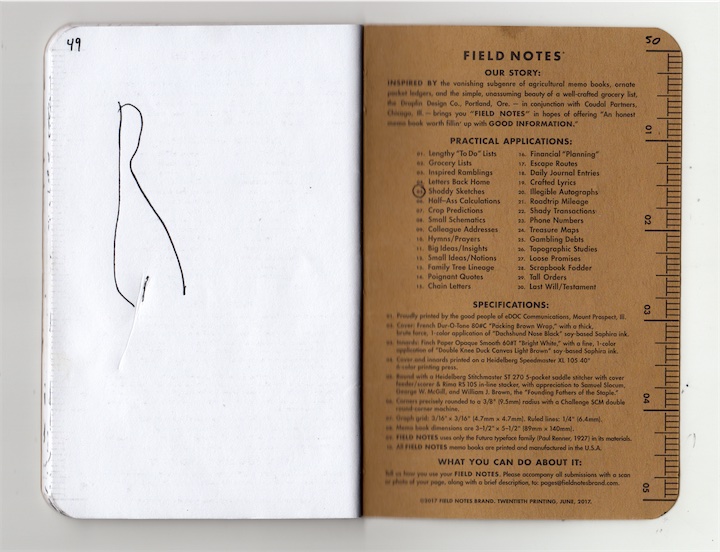 49
50
FIELD NOTES
OUR STORY:
INSPIRED BY the vanishing subgenre of agricultural memo books, ornate
pocket ledgers, and the simple, unassuming beauty of a well-crafted grocery list,
the Draplin Design Co., Portland, Ore. – in conjunction with Coudal Partners,
Chicago, Ill. – brings you "FIELD NOTES" in hopes of offering "An honest
memo book worth fillin' up with GOOD INFORMATION."
PRACTICAL APPLICATIONS:
01. Lengthy "To Do" Lists
02. Grocery Lists
03. Inspired Ramblings
04. Letters Back Home
05. Shoddy Sketches
06. Half-Ass Calculations
07. Crop Predictions
08. Small Schematics
09. Colleague Addresses
10. Hymns/Prayers
11. Big Ideas/Insights
12. Small Ideas/Notions
13. Family Tree Lineage
14. Poignant Quotes
15. Chain Letters
16. Financial "Planning"
17. Escape Routes
18. Daily Journal Entries
19. Crafted Lyrics
20. Illegible Autographs
21. Roadtrip Mileage
22. Shady Transactions
23. Phone Numbers
24. Treasure Maps
25. Gambling Debts
26. Topographic Studies
27. Loose Promises
28. Scrapbook Fodder
29. Tall Orders
30. Last Will/Testament
SPECIFICATIONS:
01. Proudly printed by the good people of eDOC Communications, Mount Prospect, Ill.
02. Cover: French Dur-O-Tone 80#C "Packing Brown Wrap," with a thick,
brute force, 1-color application of "Dachshund Nose Black" soy-based Saphira ink.
03. Innards: Finch Paper Opaque Smooth 60#T "Bright White," with a fine, 1-color
application of "Double Knee Duck Canvas Light Brown" soy-based Saphira ink.
04. Cover and innards printed on a Heidelberg Speedmaster XL 105 40"
6-color printing press.
05. Bound with a Heidelberg Stitchmaster ST 270 5-pocket saddle stitcher with cover
feeder/scorer & Rima RS 10S in-line stacker, with appreciation to Samuel Slocum,
George W. McGill, and William J. Brown, the "Founding Fathers of the Staple."
06. Corners precisely rounded to a 3/8" (9.5mm) radius with a Challenge SCM double
round-corner machine.
07. Graph grid: 3/16" x 3/16" (4.7mm x 4.7mm). Ruled lines: 1/4" (6.4mm).
08. Memo book dimensions are 3-1/2" x 5-1/2" (89mm x 140mm).
09. FIELD NOTES uses only the Futura typeface family (Paul Renner, 1927) in its materials.
10. All FIELD NOTES memo books are printed and manufactured in the U.S.A.
WHAT YOU CAN DO ABOUT IT:
Tell us how you use your FIELD NOTES. Please accompany all submissions with a scan
or photo of your page, along with a brief description, to: pages@fieldnotesbrand.com.
©2017 FIELD NOTES BRAND. TWENTIETH PRINTING, JUNE, 2017.
01
02
03
04
05